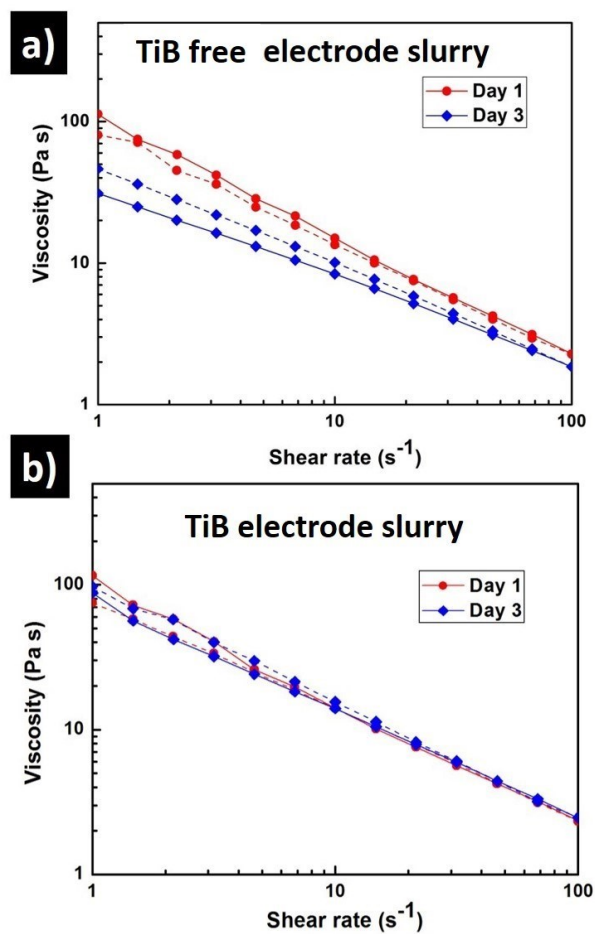 a)
TiB free electrode slurry
Day 1
Day 3
100
10
1
Viscosity (Pa s)
1
10
100
Shear rate (s⁻¹)
b)
TiB electrode slurry
Day 1
Day 3
100
10
1
Viscosity (Pa s)
1
10
100
Shear rate (s⁻¹)